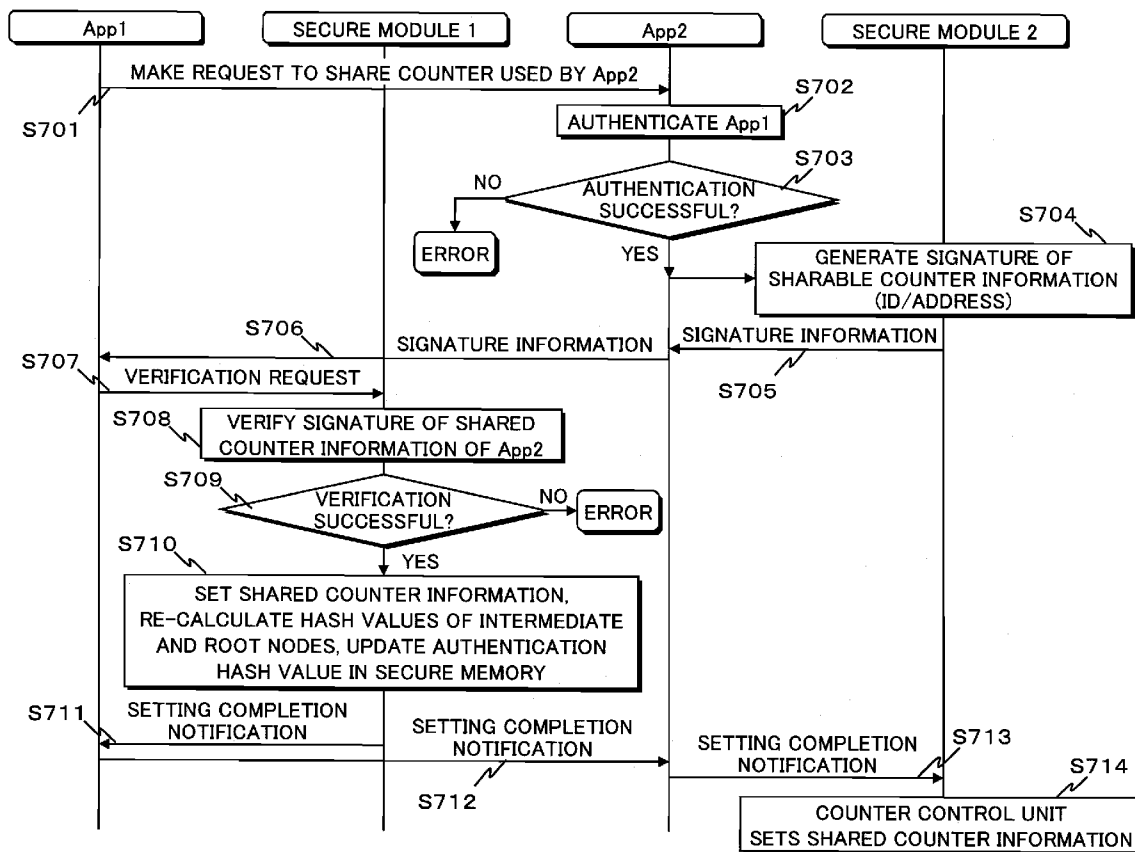 App1
SECURE MODULE 1
App2
SECURE MODULE 2
MAKE REQUEST TO SHARE COUNTER USED BY App2
S701
S702
AUTHENTICATE App1
S703
NO
AUTHENTICATION
SUCCESSFUL?
ERROR
YES
S704
GENERATE SIGNATURE OF
SHARABLE COUNTER INFORMATION
(ID/ADDRESS)
S706
SIGNATURE INFORMATION
SIGNATURE INFORMATION
S705
S707
VERIFICATION REQUEST
S708
VERIFY SIGNATURE OF SHARED
COUNTER INFORMATION OF App2
S709
VERIFICATION
SUCCESSFUL?
NO
ERROR
S710
YES
SET SHARED COUNTER INFORMATION,
RE-CALCULATE HASH VALUES OF INTERMEDIATE
AND ROOT NODES, UPDATE AUTHENTICATION
HASH VALUE IN SECURE MEMORY
S711
SETTING COMPLETION
NOTIFICATION
SETTING COMPLETION
NOTIFICATION
S712
SETTING COMPLETION
NOTIFICATION
S713
S714
COUNTER CONTROL UNIT
SETS SHARED COUNTER INFORMATION